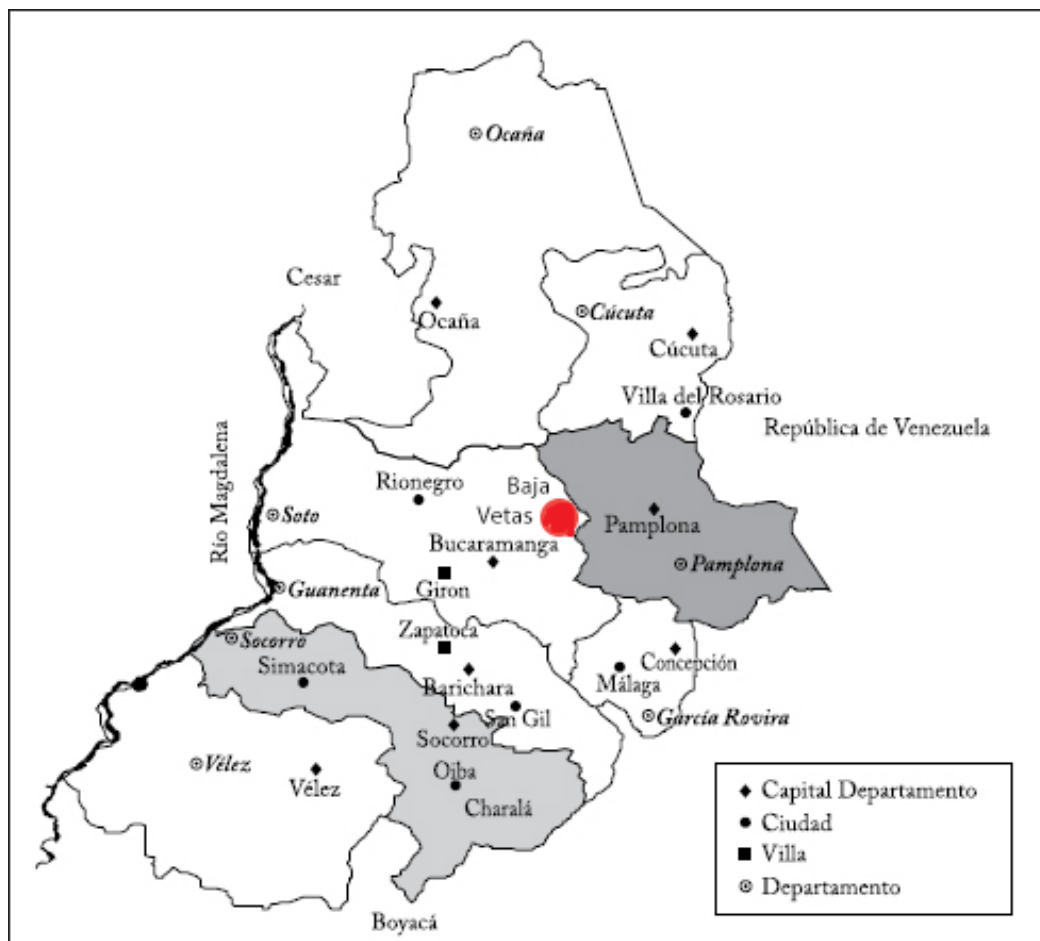 Ocaña
Cesar
Ocaña
Cúcuta
Cúcuta
Villa del Rosario
República de Venezuela
Río Magdalena
Rionegro
Baja
Vetas
Soto
Pamplona
Bucaramanga
Pamplona
Guanenta
Giron
Zapatoca
Socorro
Simacota
Concepción
Málaga
Barichara
San Gil
García Rovira
Socorro
Vélez
Oiba
Vélez
Charalá
Capital Departamento
Ciudad
Villa
Departamento
Boyacá